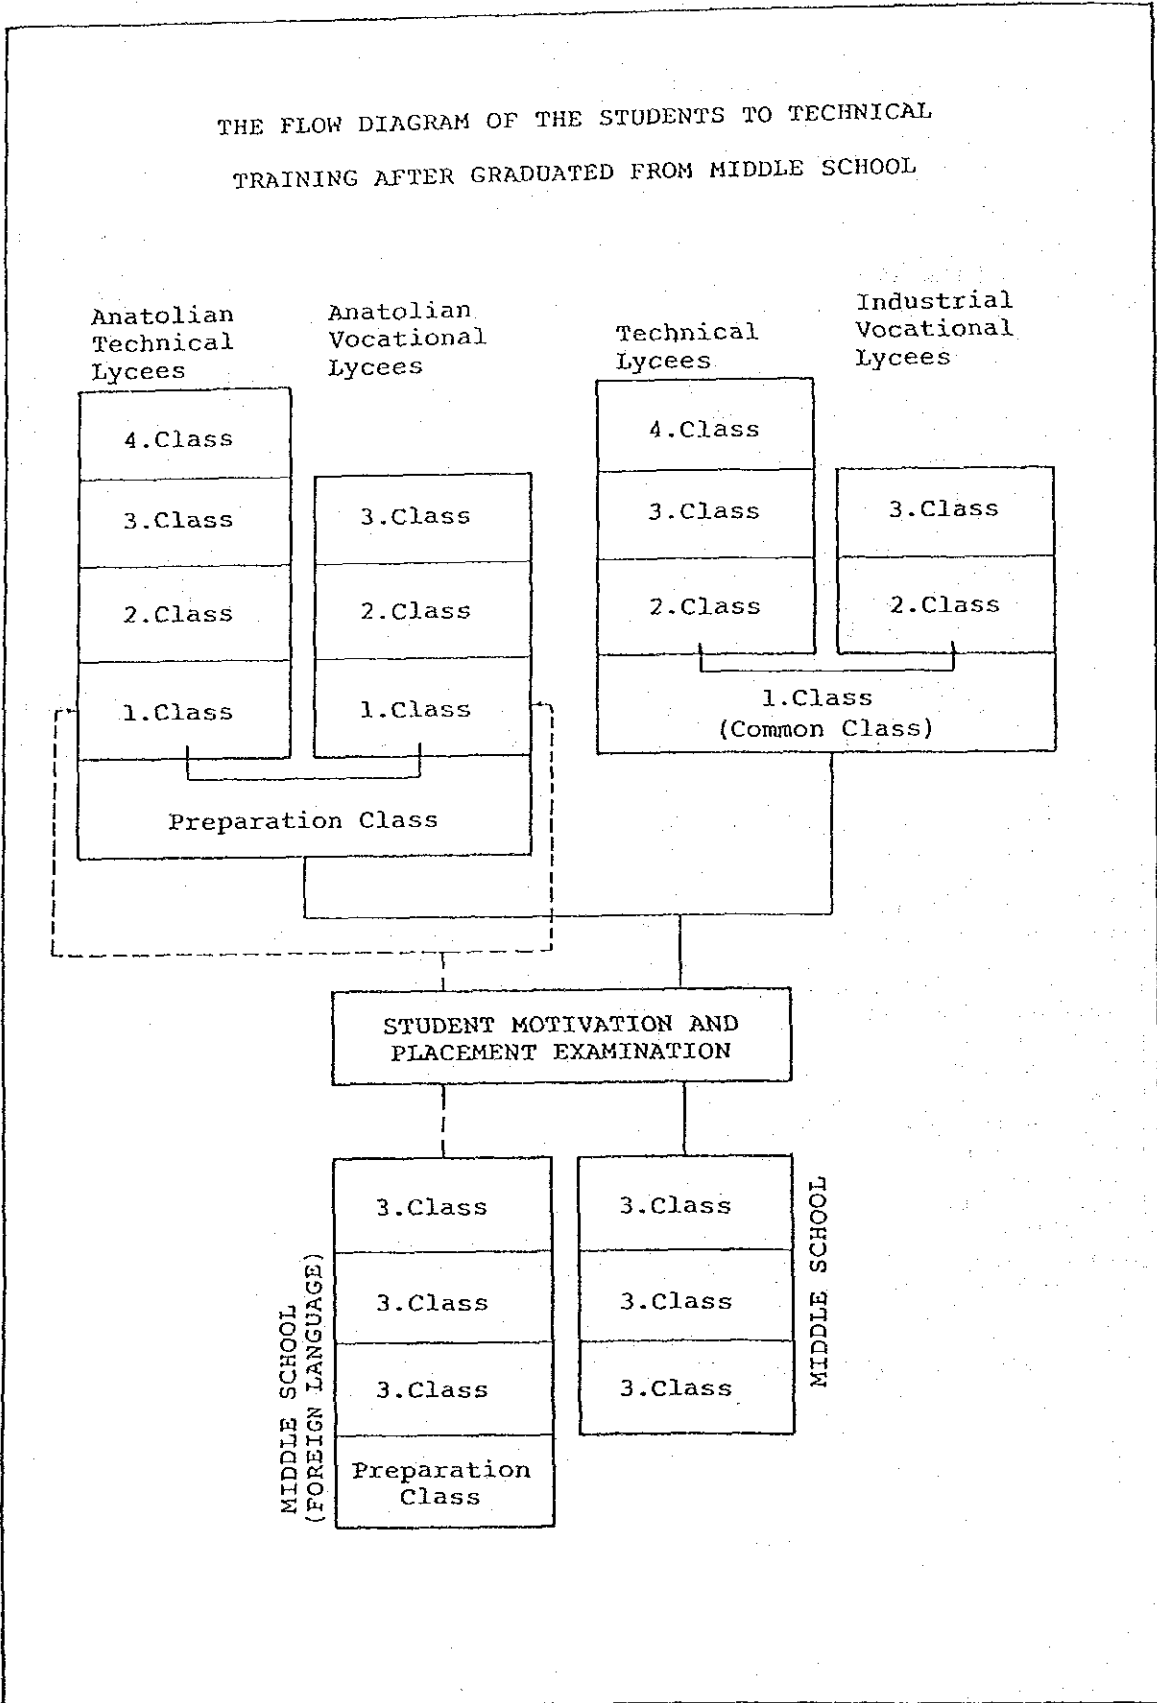 THE FLOW DIAGRAM OF THE STUDENTS TO TECHNICAL
TRAINING AFTER GRADUATED FROM MIDDLE SCHOOL
Anatolian
Technical
Lycees
Anatolian
Vocational
Lycees
Technical
Lycees
Industrial
Vocational
Lycees
4.Class
3.Class
2.Class
1.Class
3.Class
2.Class
1.Class
Preparation Class
4.Class
3.Class
2.Class
3.Class
2.Class
1.Class
(Common Class)
STUDENT MOTIVATION AND
PLACEMENT EXAMINATION
MIDDLE SCHOOL
(FOREIGN LANGUAGE)
3.Class
3.Class
3.Class
Preparation
Class
3.Class
3.Class
3.Class
MIDDLE SCHOOL